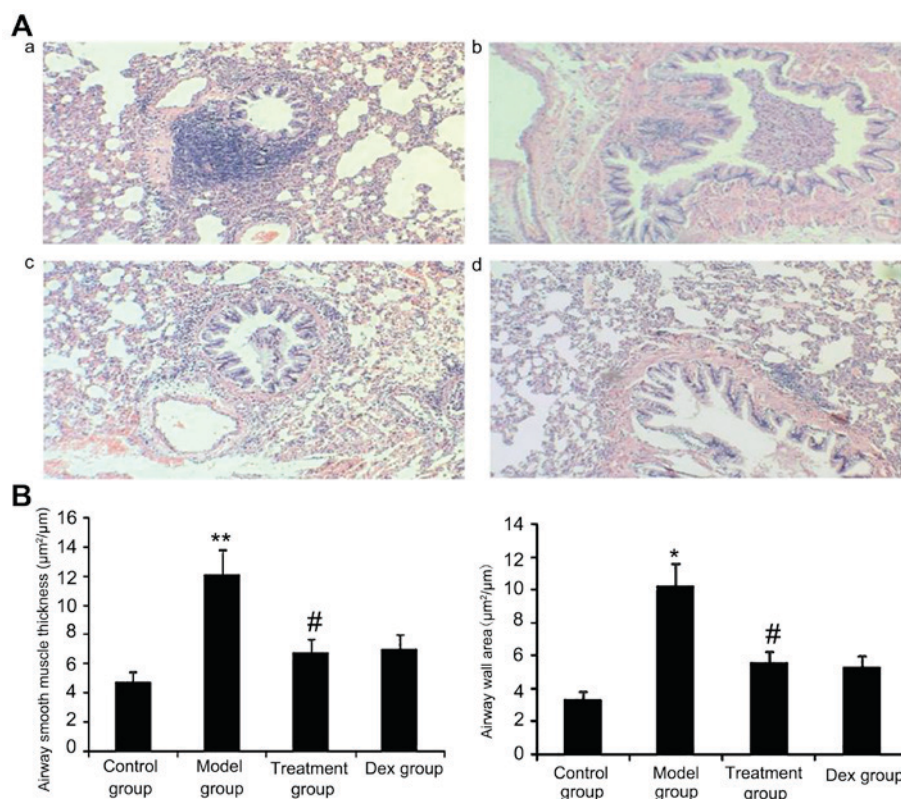 A
a
b
c
d
B
Airway smooth muscle thickness (μm²/μm)
16
14
12
10
8
6
4
2
0
**
#
Control group
Model group
Treatment group
Dex group
Airway wall area (μm²/μm)
14
12
10
8
6
4
2
0
*
#
Control group
Model group
Treatment group
Dex group